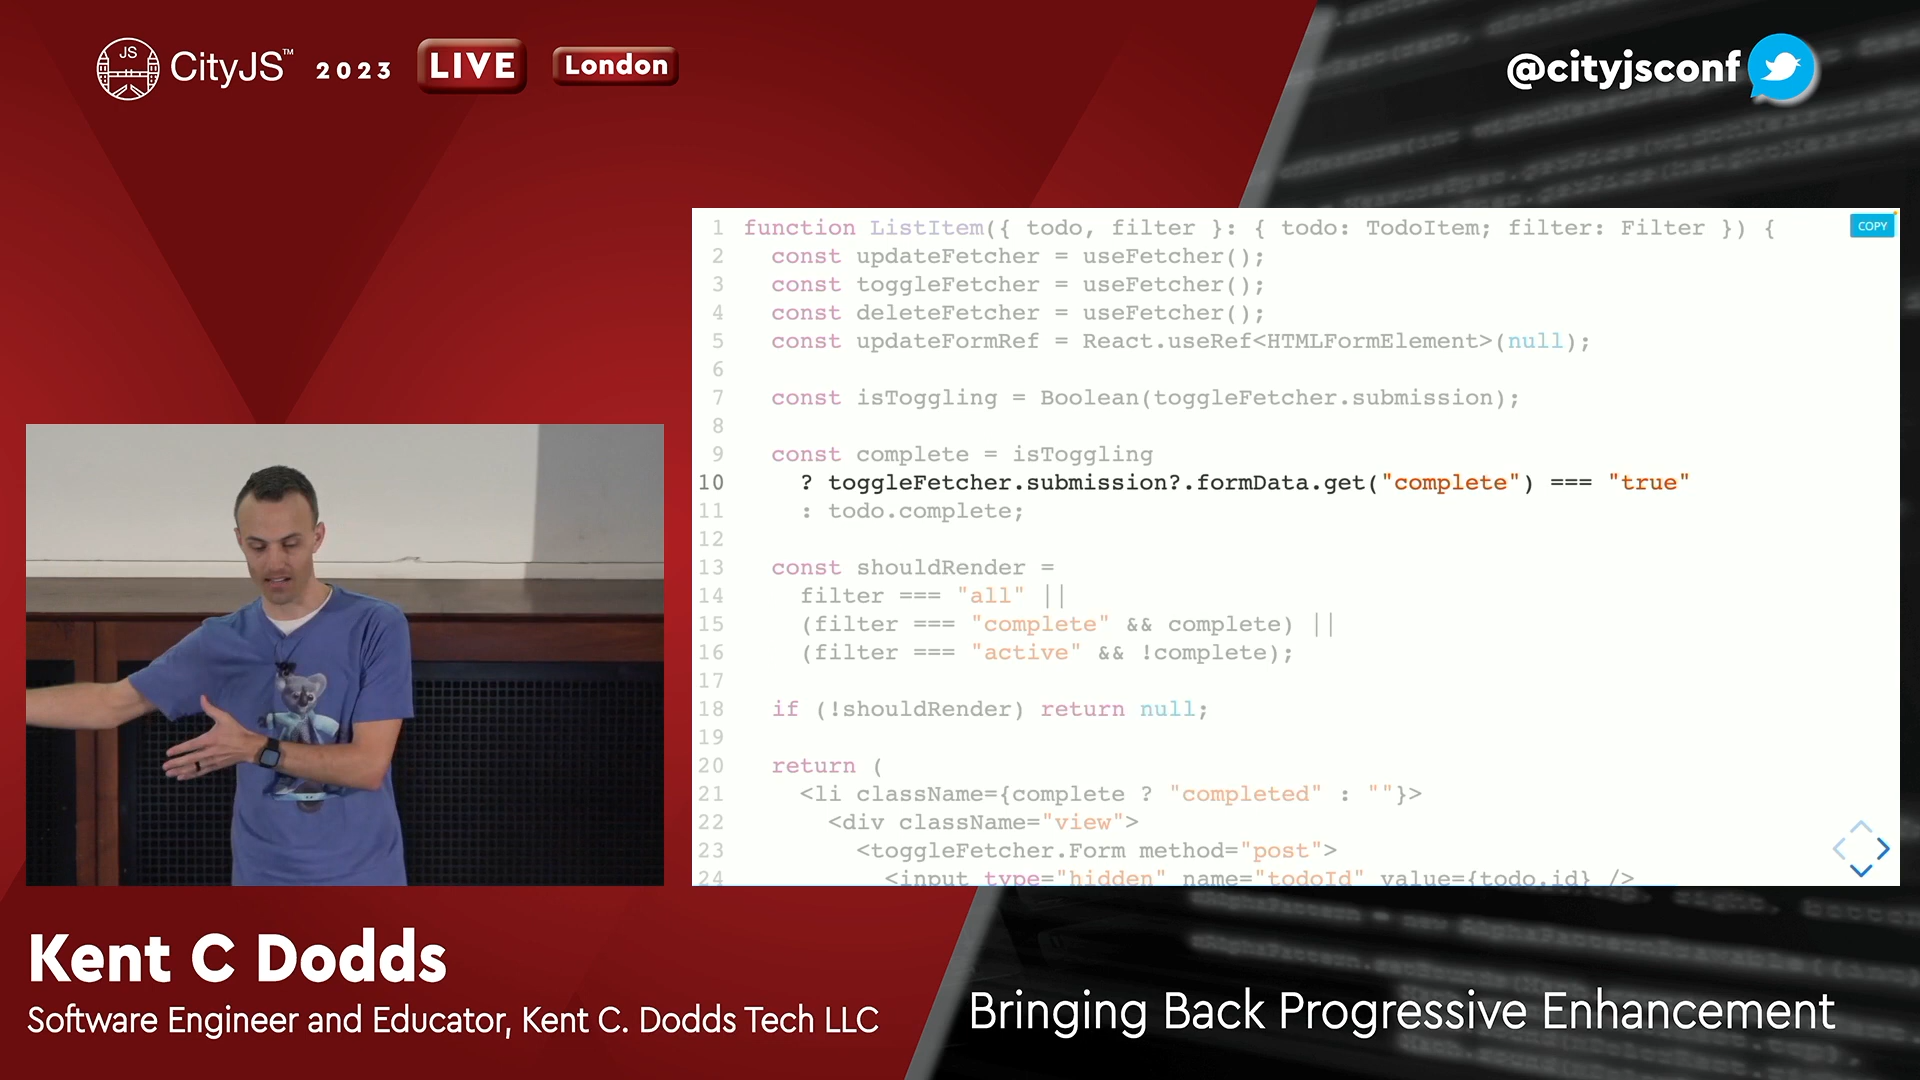 JS
CityJS™ 2023 LIVE London
@cityjsconf
COPY
1 function ListItem({ todo, filter }: { todo: TodoItem; filter: Filter }) {
2 const updateFetcher = useFetcher();
3 const toggleFetcher = useFetcher();
4 const deleteFetcher = useFetcher();
5 const updateFormRef = React.useRef<HTMLFormElement>(null);
6
7 const isToggling = Boolean(toggleFetcher.submission);
8
9 const complete = isToggling
10 ? toggleFetcher.submission?.formData.get("complete") === "true"
11 : todo.complete;
12
13 const shouldRender =
14 filter === "all" ||
15 (filter === "complete" && complete) ||
16 (filter === "active" && !complete);
17
18 if (!shouldRender) return null;
19
20 return (
21 <li className={complete ? "completed" : ""}>
22 <div className="view">
23 <toggleFetcher.Form method="post">
24 <input type="hidden" name="todoId" value={todo.id} />
Kent C Dodds
Software Engineer and Educator, Kent C. Dodds Tech LLC
Bringing Back Progressive Enhancement